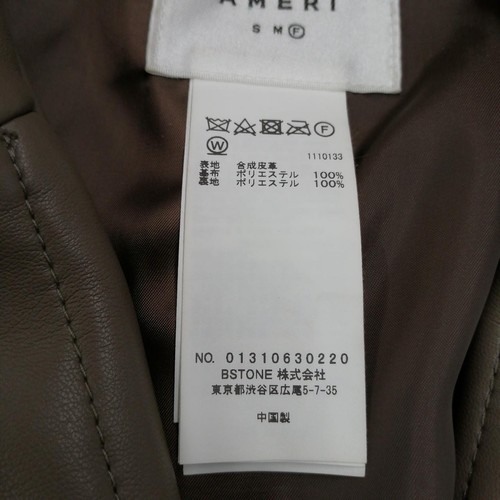 AMERI
S M F
F
W
1110133
表地 合成皮革
基布 ポリエステル 100%
裏地 ポリエステル 100%
NO. 01310630220
BSTONE 株式会社
東京都渋谷区広尾5-7-35
中国製